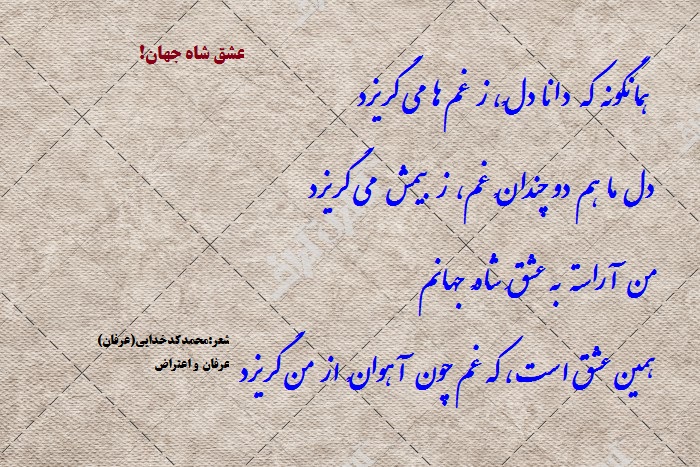 عشق شاه جهان!
همانگونه که دانا دل، ز غم ها می گریزد
دل ما هم دو چندان غم، ز بیمش می گریزد
من آراسته به عشق شاه جهانم
همین عشق است، که غم چون آهوان از من گریزد
شعر:محمدکدخدایی(عرفان)
عرفان و اعتراض